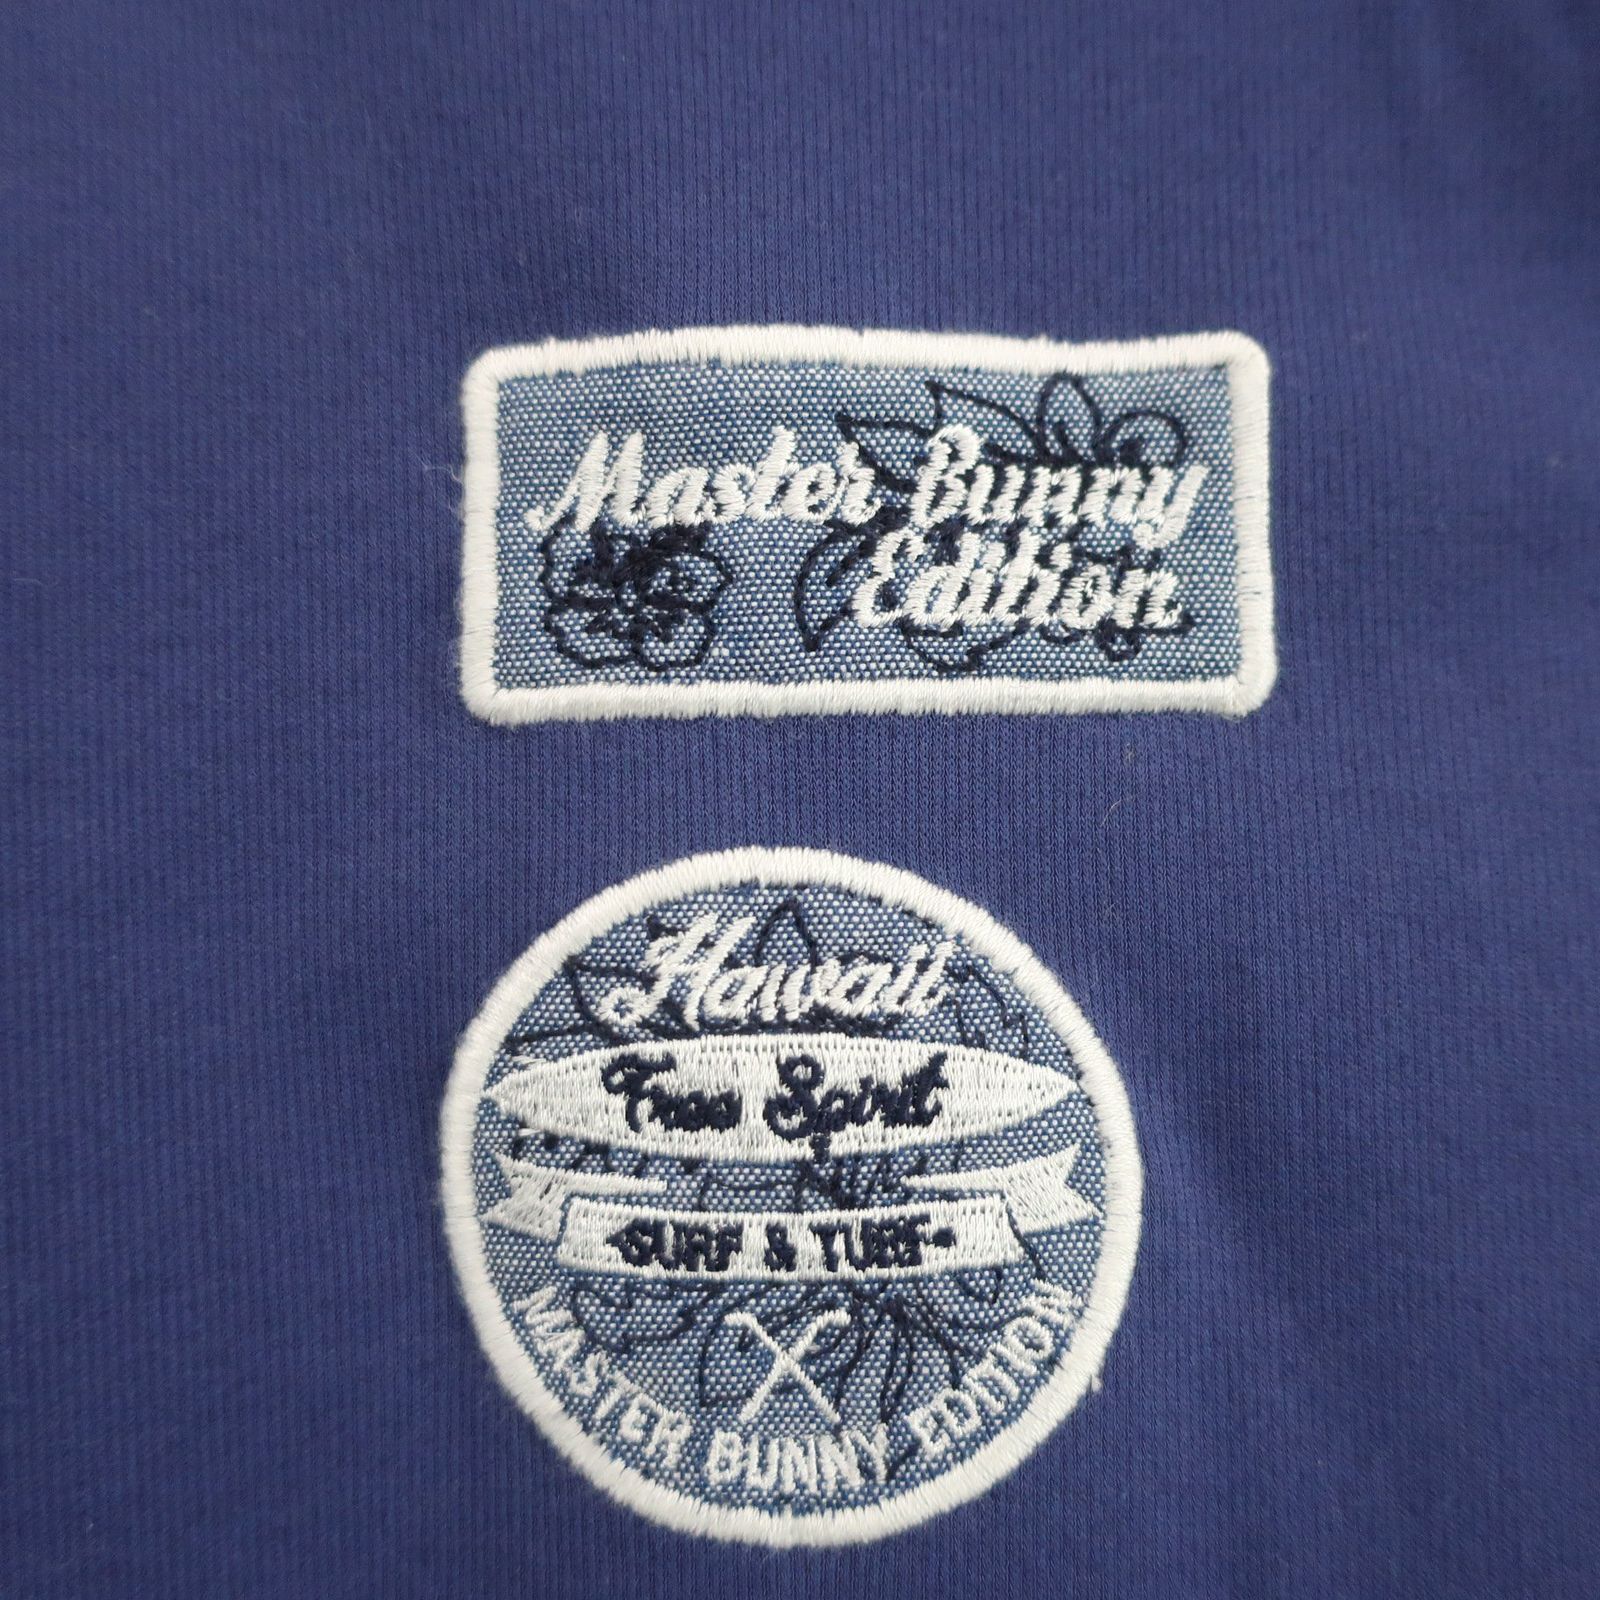 Master Bunny
Edition
Hawaii
Free Spirit
-SURF & TURF-
MASTER BUNNY EDITION